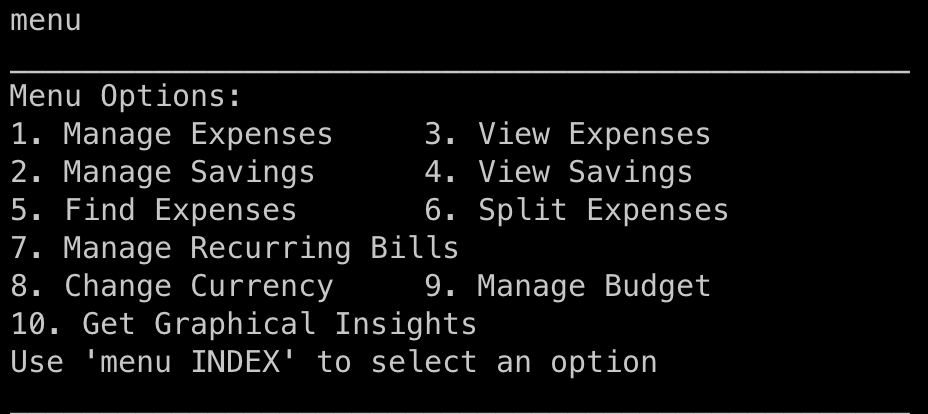 menu
Menu Options:
1. Manage Expenses     3. View Expenses
2. Manage Savings      4. View Savings
5. Find Expenses       6. Split Expenses
7. Manage Recurring Bills
8. Change Currency     9. Manage Budget
10. Get Graphical Insights
Use 'menu INDEX' to select an option